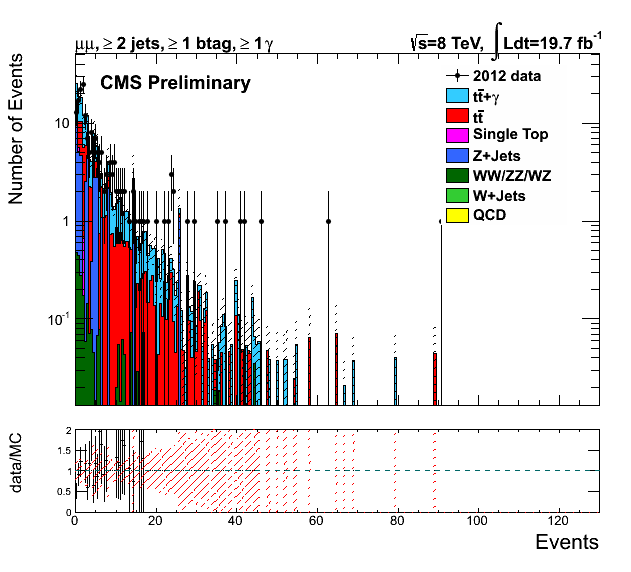 μμ, ≥ 2 jets, ≥ 1 btag, ≥ 1 γ
√s=8 TeV, ∫ Ldt=19.7 fb⁻¹
CMS Preliminary
Number of Events
10
1
10⁻¹
2012 data
tt̄+γ
tt̄
Single Top
Z+Jets
WW/ZZ/WZ
W+Jets
QCD
data/MC
2
1.5
1
0.5
0
0 20 40 60 80 100 120
Events